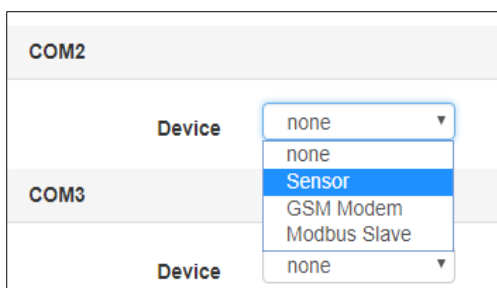 COM2
Device none
none
Sensor
COM3
GSM Modem
Modbus Slave
Device none